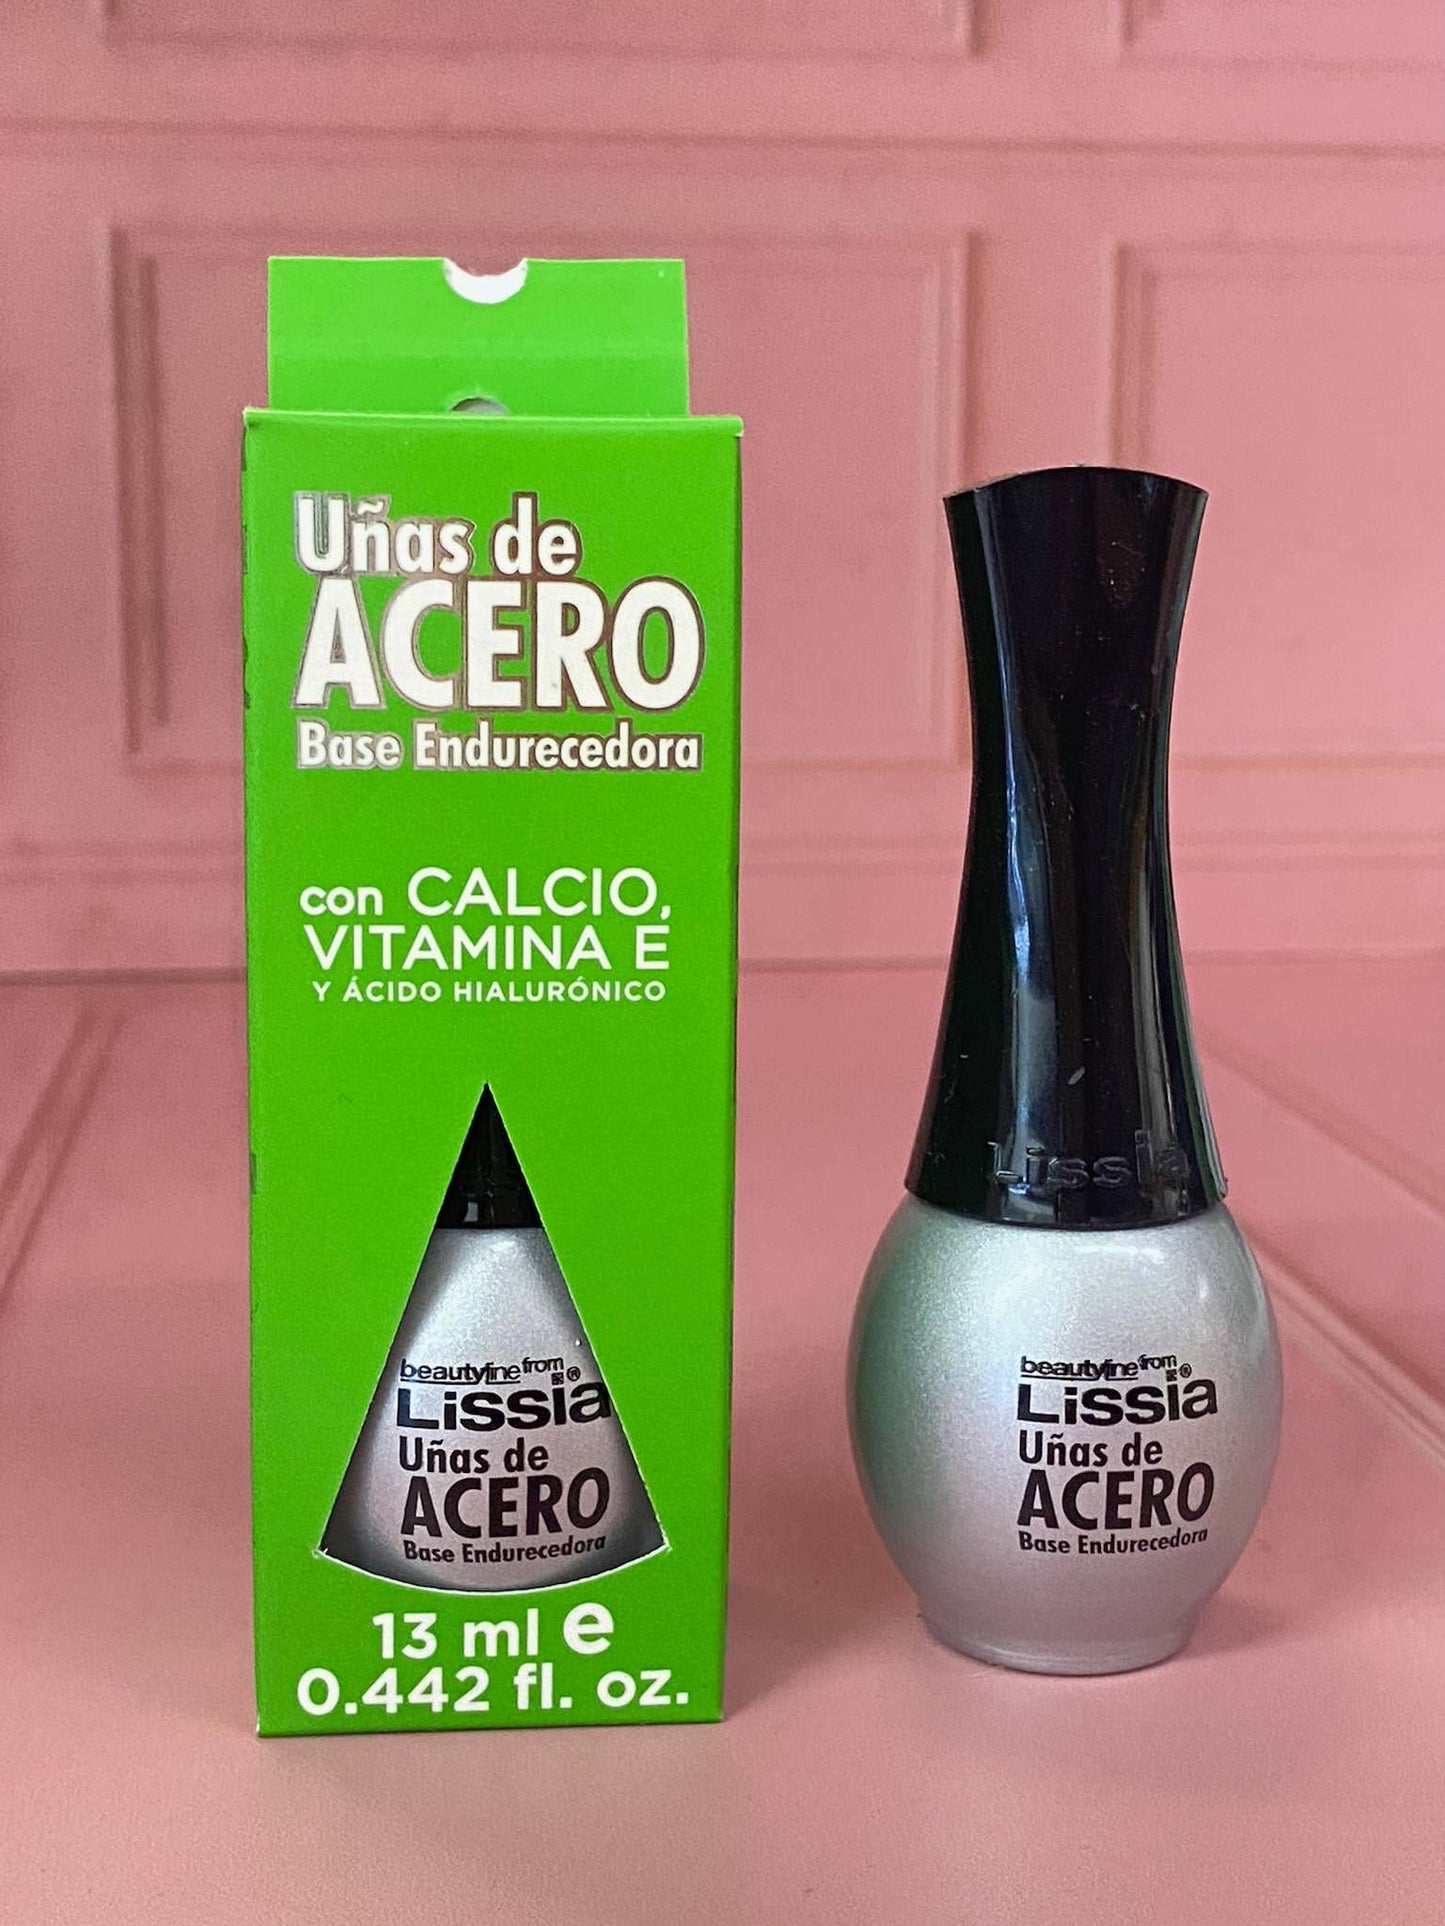 Uñas de
ACERO
Base Endurecedora
con CALCIO,
VITAMINA E
Y ÁCIDO HIALURÓNICO
beautyline from
Lissia®
Uñas de
ACERO
Base Endurecedora
13 ml e
0.442 fl. oz.
Lissia
beautyline from
Lissia®
Uñas de
ACERO
Base Endurecedora